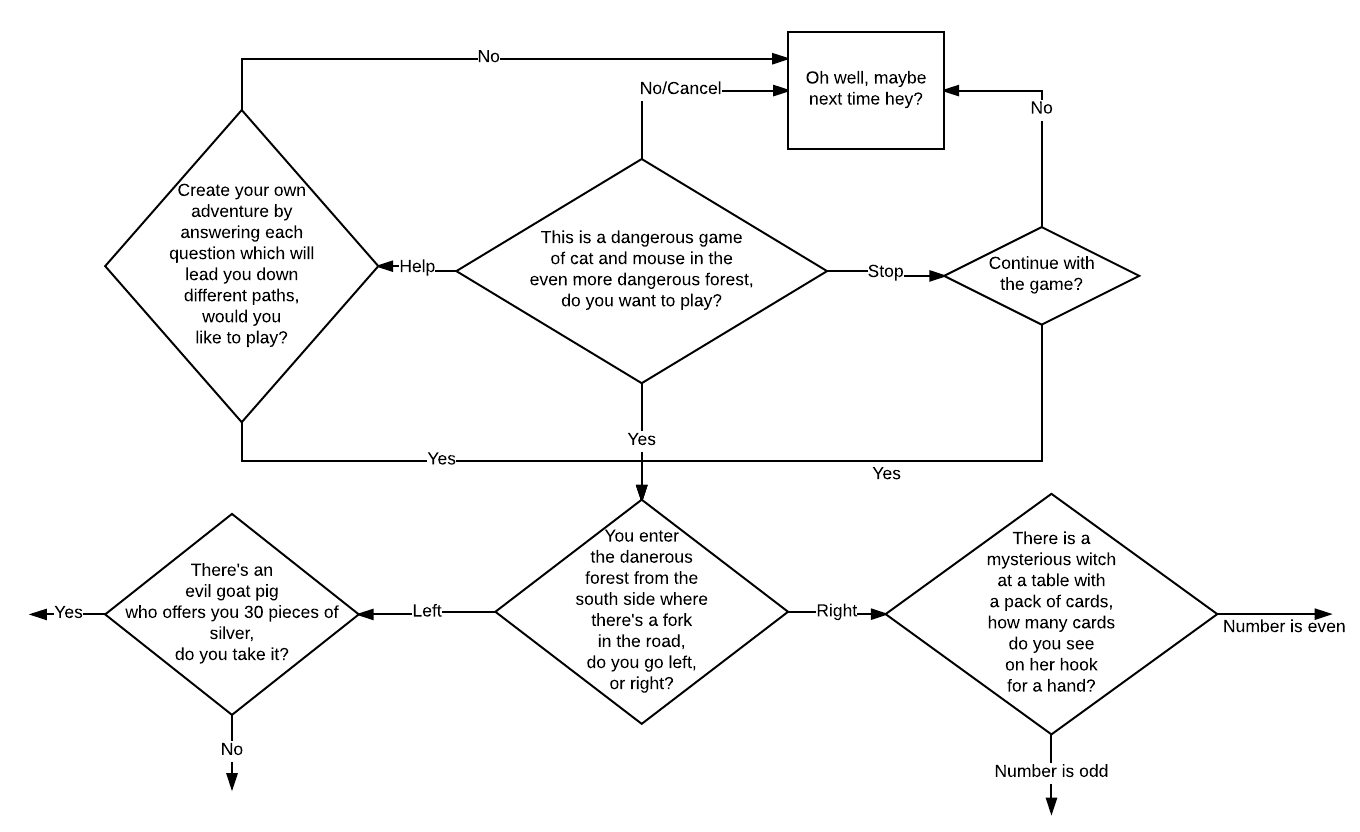 No
No/Cancel
Oh well, maybe
next time hey?
No
Create your own
adventure by
answering each
question which will
lead you down
different paths,
would you
like to play?
Help
This is a dangerous game
of cat and mouse in the
even more dangerous forest,
do you want to play?
Stop
Continue with
the game?
Yes
Yes
Yes
Yes
There's an
evil goat pig
who offers you 30 pieces of
silver,
do you take it?
Left
You enter
the danerous
forest from the
south side where
there's a fork
in the road,
do you go left,
or right?
Right
There is a
mysterious witch
at a table with
a pack of cards,
how many cards
do you see
on her hook
for a hand?
Number is even
No
Number is odd